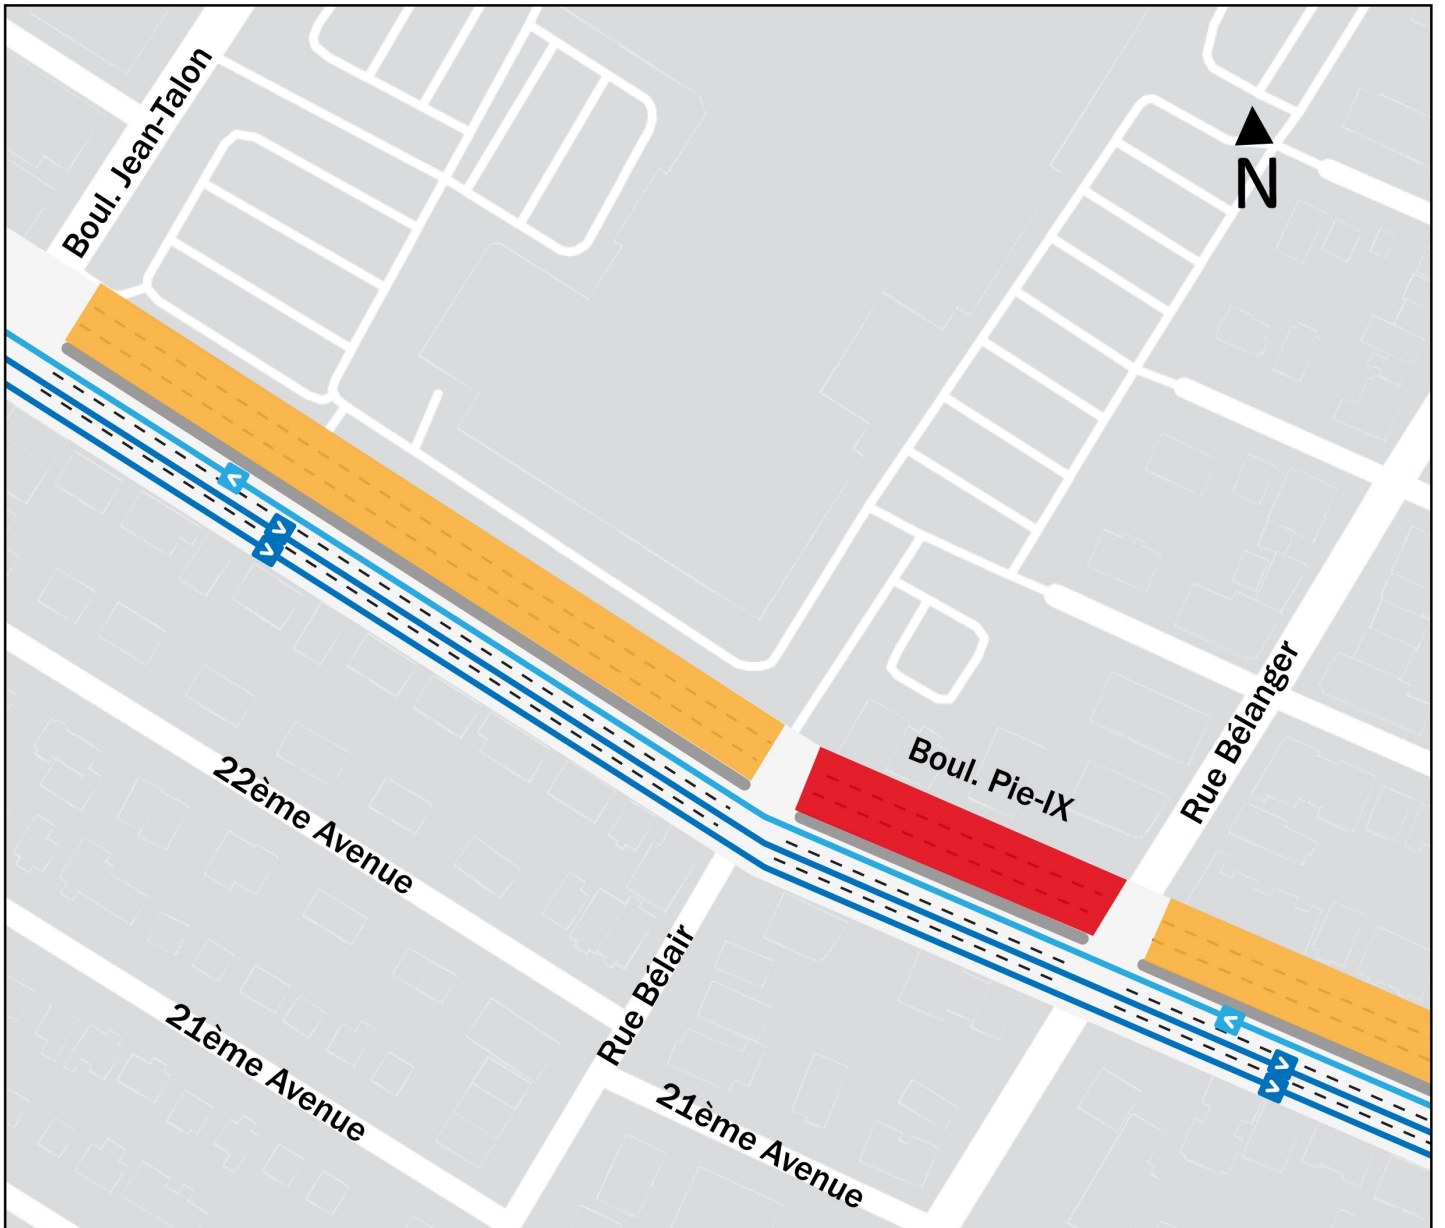 Boul. Jean-Talon
N
Rue Bélanger
Boul. Pie-IX
22ème Avenue
Rue Bélair
21ème Avenue
21ème Avenue